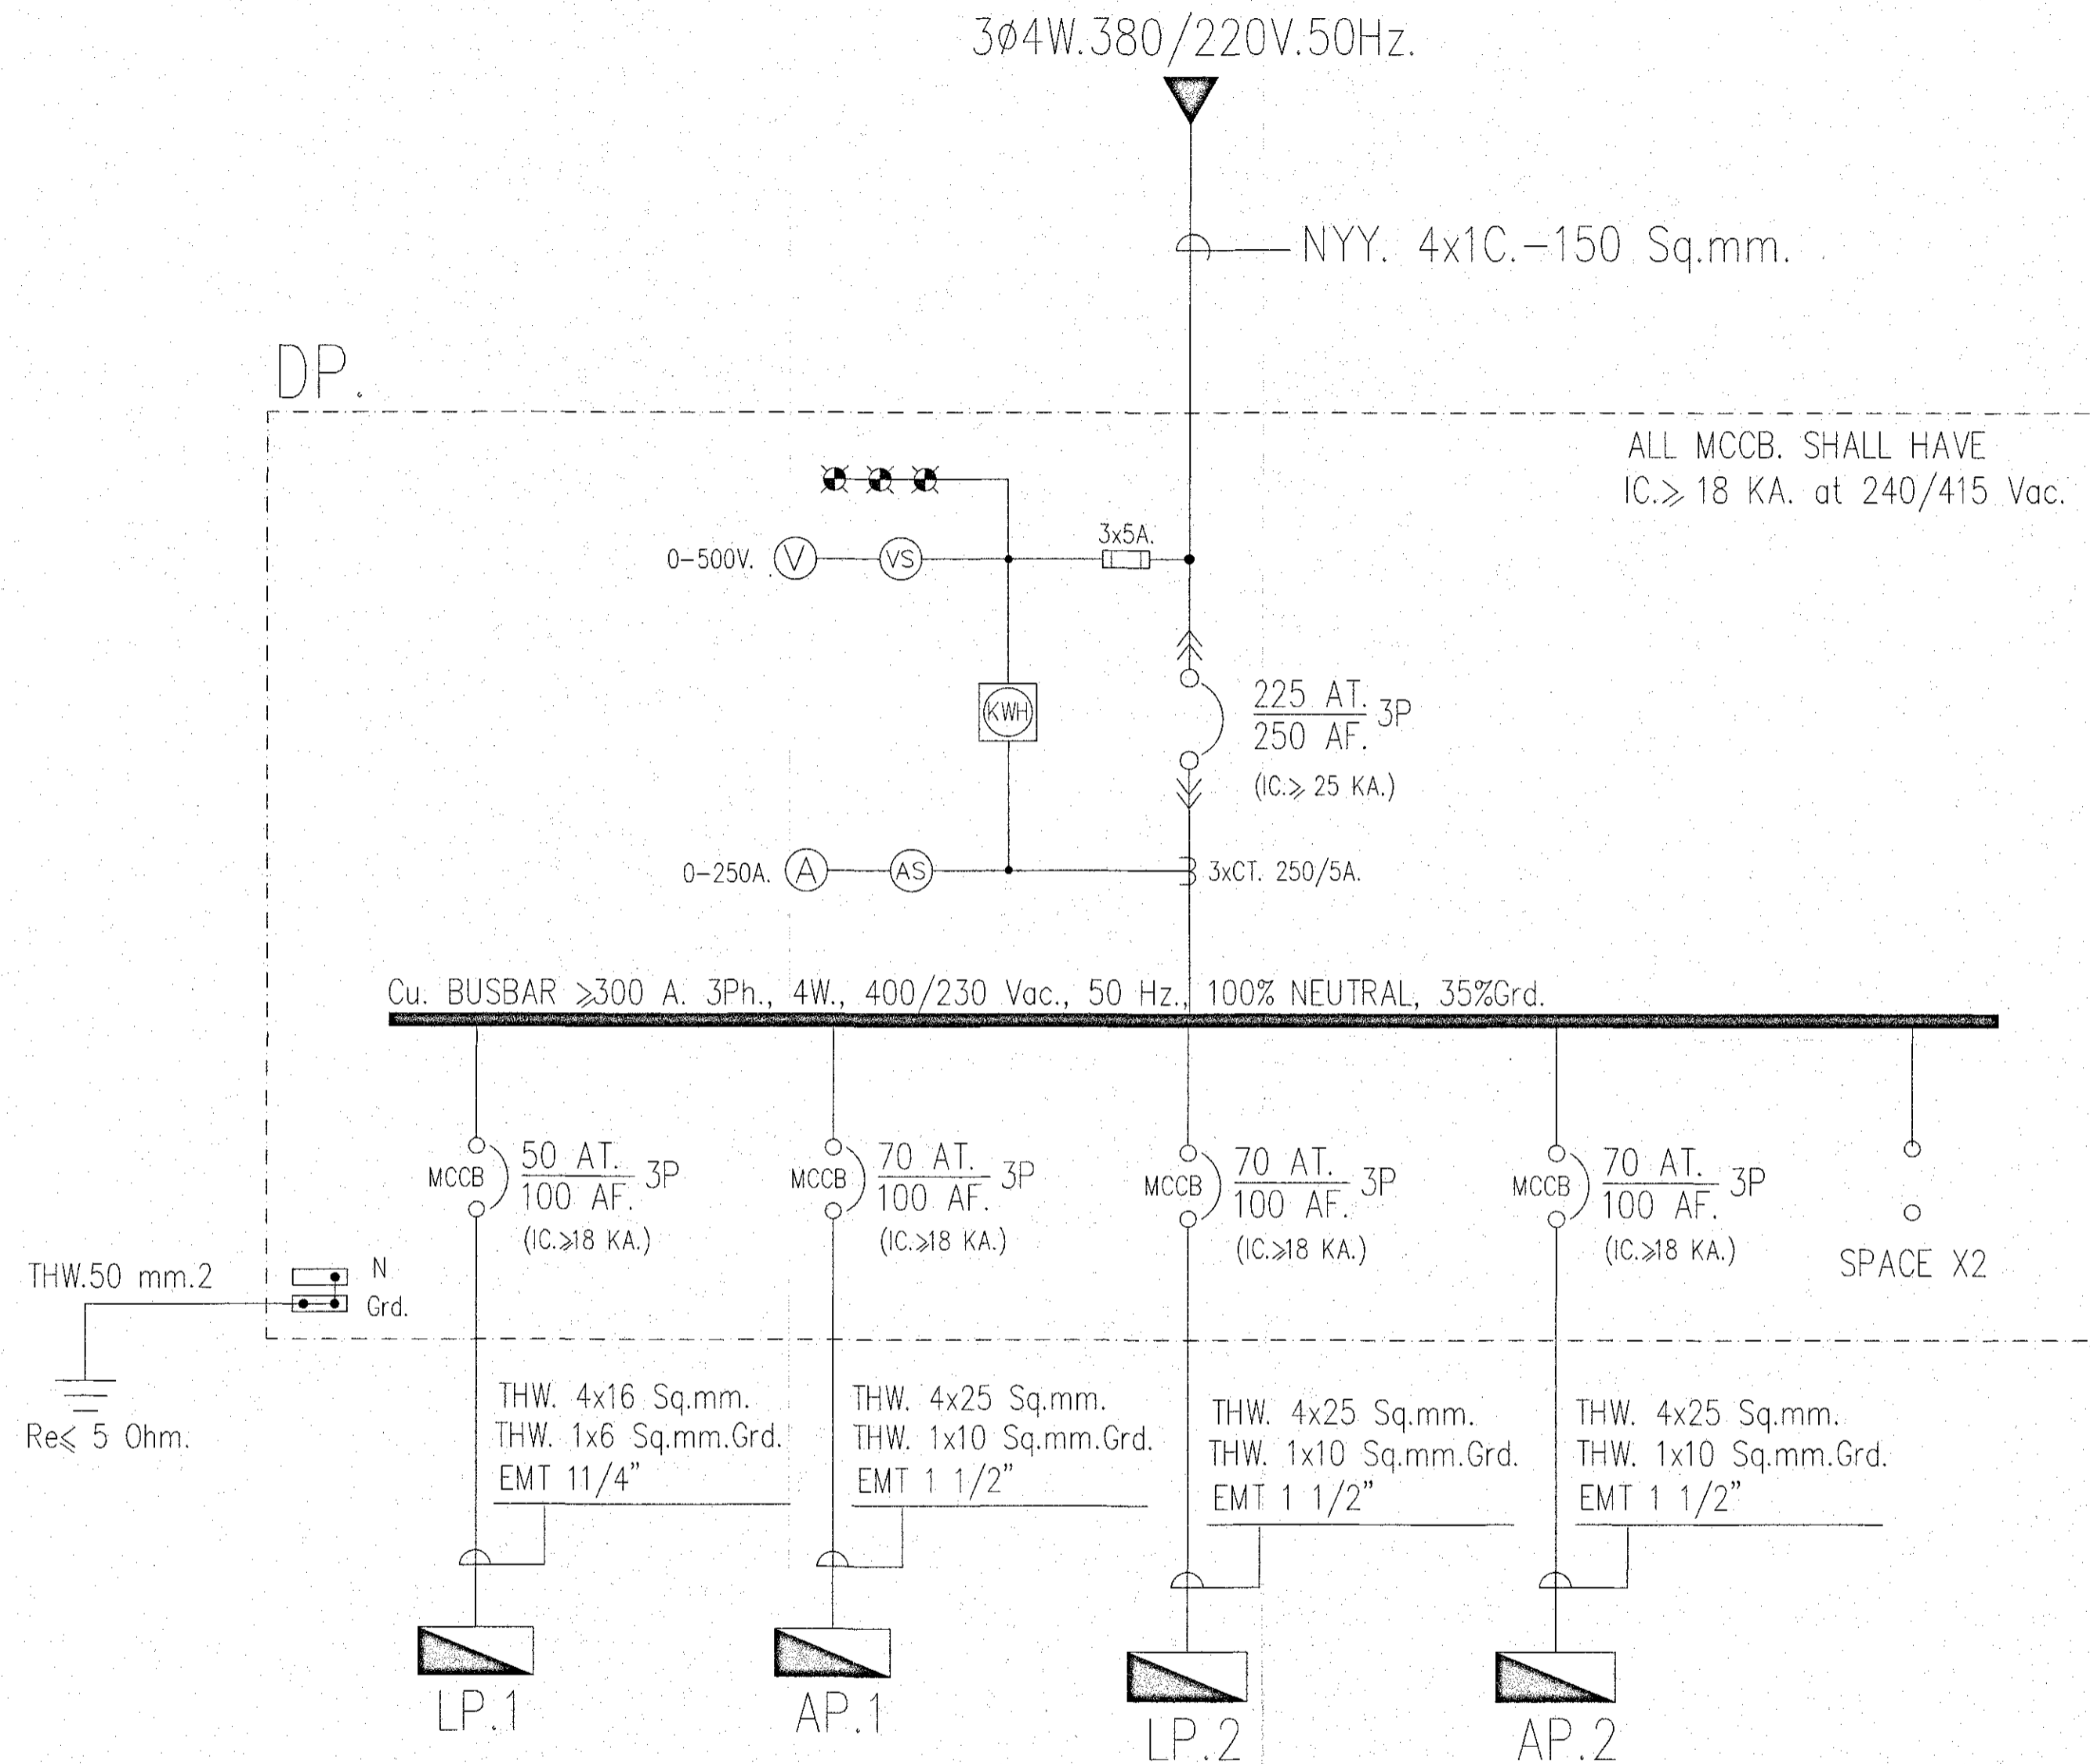 3ø4W.380/220V.50Hz.
NYY. 4x1C.-150 Sq.mm.
DP.
ALL MCCB. SHALL HAVE
IC.≥ 18 KA. at 240/415 Vac.
3x5A.
0-500V. V VS
KWH
225 AT. 3P
250 AF.
(IC.≥ 25 KA.)
0-250A. A AS
3xCT. 250/5A.
Cu. BUSBAR ≥300 A. 3Ph., 4W., 400/230 Vac., 50 Hz., 100% NEUTRAL, 35%Grd.
MCCB
50 AT. 3P
100 AF.
(IC.≥18 KA.)
MCCB
70 AT. 3P
100 AF.
(IC.≥18 KA.)
MCCB
70 AT. 3P
100 AF.
(IC.≥18 KA.)
MCCB
70 AT. 3P
100 AF.
(IC.≥18 KA.)
SPACE X2
THW.50 mm.2
N
Grd.
Re≤ 5 Ohm.
THW. 4x16 Sq.mm.
THW. 1x6 Sq.mm.Grd.
EMT 11/4"
THW. 4x25 Sq.mm.
THW. 1x10 Sq.mm.Grd.
EMT 1 1/2"
THW. 4x25 Sq.mm.
THW. 1x10 Sq.mm.Grd.
EMT 1 1/2"
THW. 4x25 Sq.mm.
THW. 1x10 Sq.mm.Grd.
EMT 1 1/2"
LP.1
AP.1
LP.2
AP.2